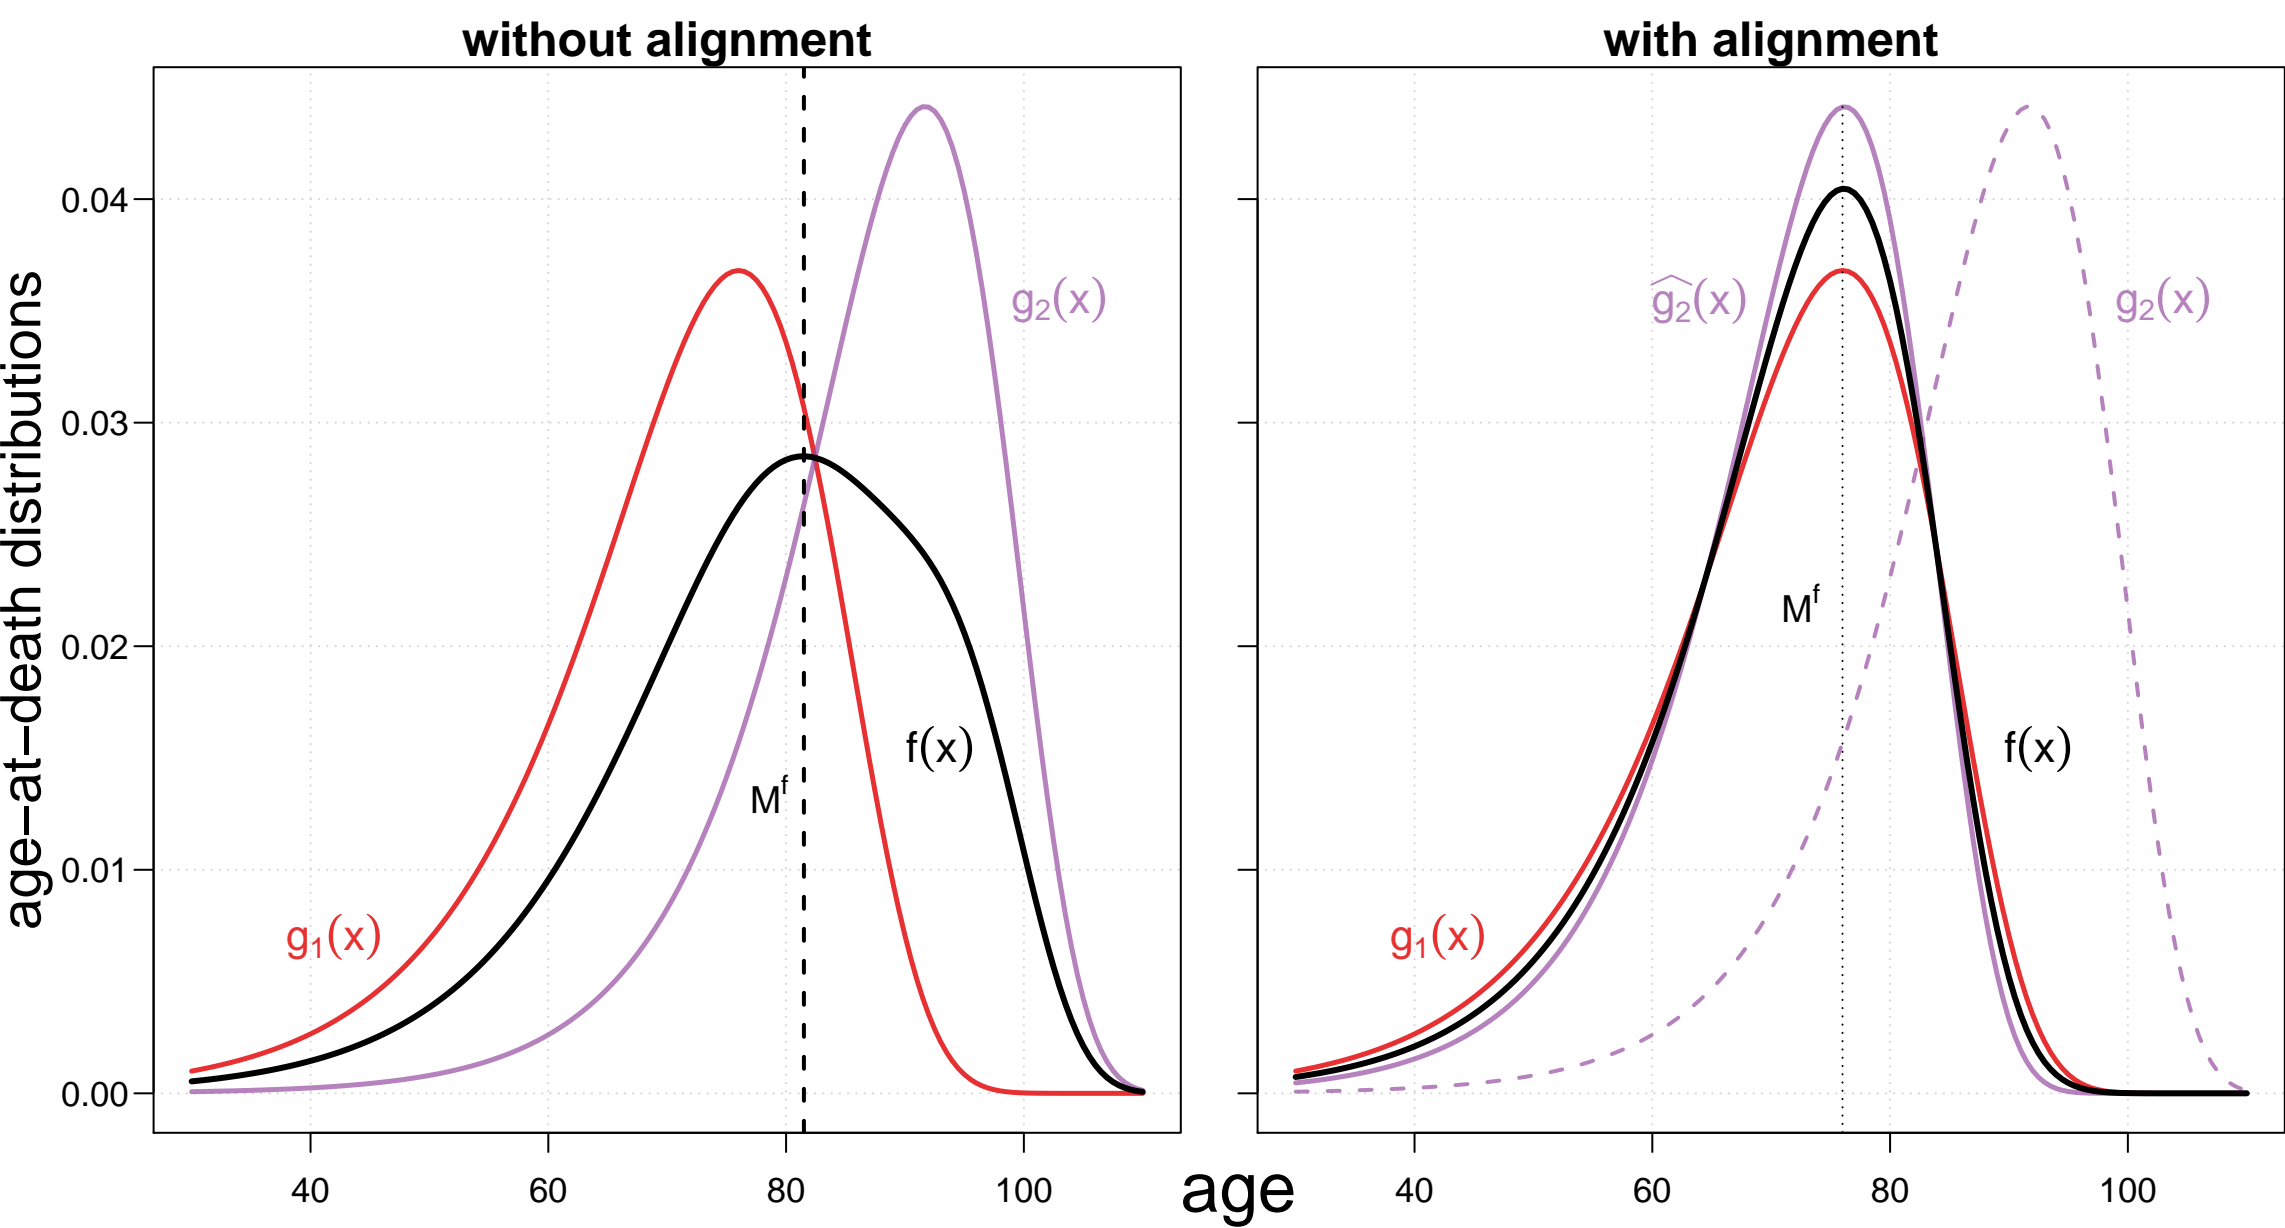 without alignment
with alignment
age−at−death distributions
0.04
0.03
0.02
0.01
0.00
g₂(x)
f(x)
Mᶠ
g₁(x)
40
60
80
100
ĝ₂(x)
g₂(x)
Mᶠ
f(x)
g₁(x)
40
60
80
100
age